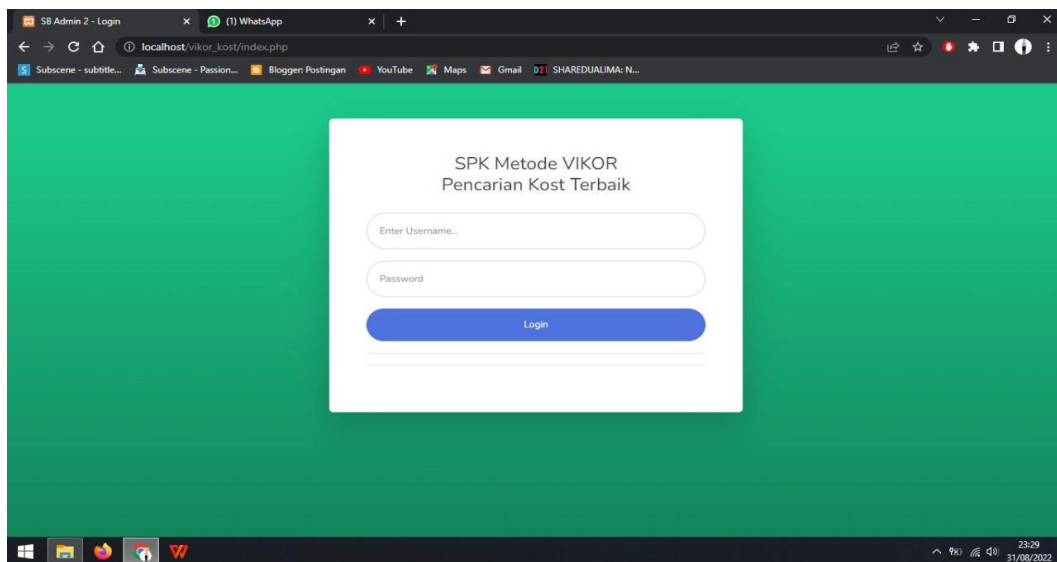 SB Admin 2 - Login
(1) WhatsApp
localhost/vikor_kost/index.php
Subscene - subtitle... Subscene - Passion... Blogger: Postingan YouTube Maps Gmail D21 SHAREDUALIMA: N...
SPK Metode VIKOR
Pencarian Kost Terbaik
Enter Username...
Password
Login
23:29
31/08/2022